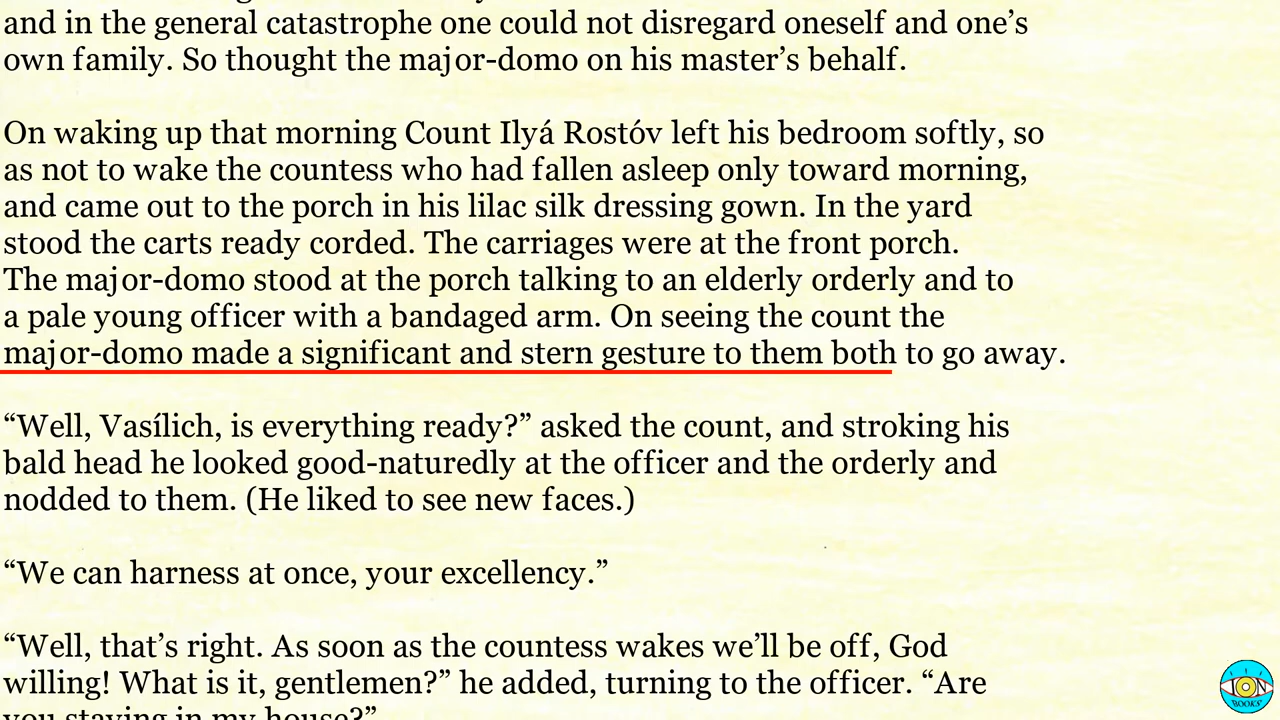 and in the general catastrophe one could not disregard oneself and one’s
own family. So thought the major-domo on his master’s behalf.
On waking up that morning Count Ilyá Rostóv left his bedroom softly, so
as not to wake the countess who had fallen asleep only toward morning,
and came out to the porch in his lilac silk dressing gown. In the yard
stood the carts ready corded. The carriages were at the front porch.
The major-domo stood at the porch talking to an elderly orderly and to
a pale young officer with a bandaged arm. On seeing the count the
major-domo made a significant and stern gesture to them both to go away.
“Well, Vasílich, is everything ready?” asked the count, and stroking his
bald head he looked good-naturedly at the officer and the orderly and
nodded to them. (He liked to see new faces.)
“We can harness at once, your excellency.”
“Well, that’s right. As soon as the countess wakes we’ll be off, God
willing! What is it, gentlemen?” he added, turning to the officer. “Are
you staying in my house?”
ION
BOOKS